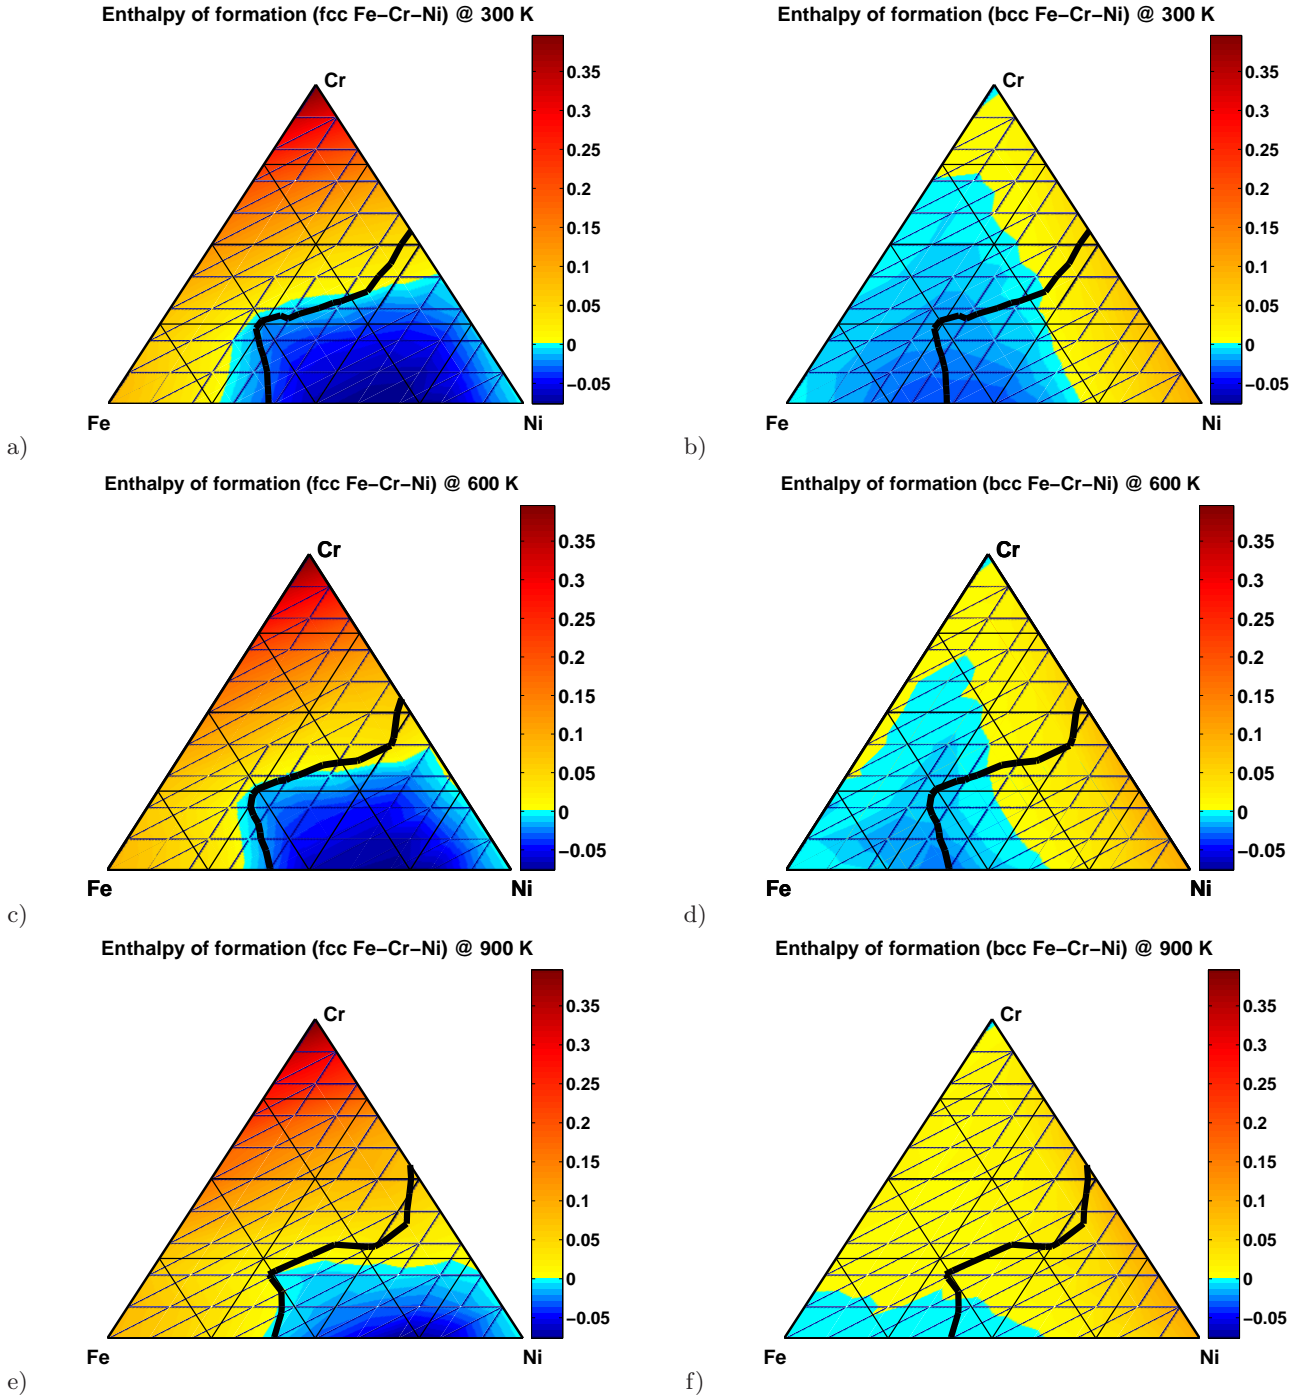 Enthalpy of formation (fcc Fe−Cr−Ni) @ 300 K
Cr
0.35
0.3
0.25
0.2
0.15
0.1
0.05
0
−0.05
Fe
Ni
a)
Enthalpy of formation (bcc Fe−Cr−Ni) @ 300 K
Cr
0.35
0.3
0.25
0.2
0.15
0.1
0.05
0
−0.05
Fe
Ni
b)
Enthalpy of formation (fcc Fe−Cr−Ni) @ 600 K
Cr
0.35
0.3
0.25
0.2
0.15
0.1
0.05
0
−0.05
Fe
Ni
c)
Enthalpy of formation (bcc Fe−Cr−Ni) @ 600 K
Cr
0.35
0.3
0.25
0.2
0.15
0.1
0.05
0
−0.05
Fe
Ni
d)
Enthalpy of formation (fcc Fe−Cr−Ni) @ 900 K
Cr
0.35
0.3
0.25
0.2
0.15
0.1
0.05
0
−0.05
Fe
Ni
e)
Enthalpy of formation (bcc Fe−Cr−Ni) @ 900 K
Cr
0.35
0.3
0.25
0.2
0.15
0.1
0.05
0
−0.05
Fe
Ni
f)